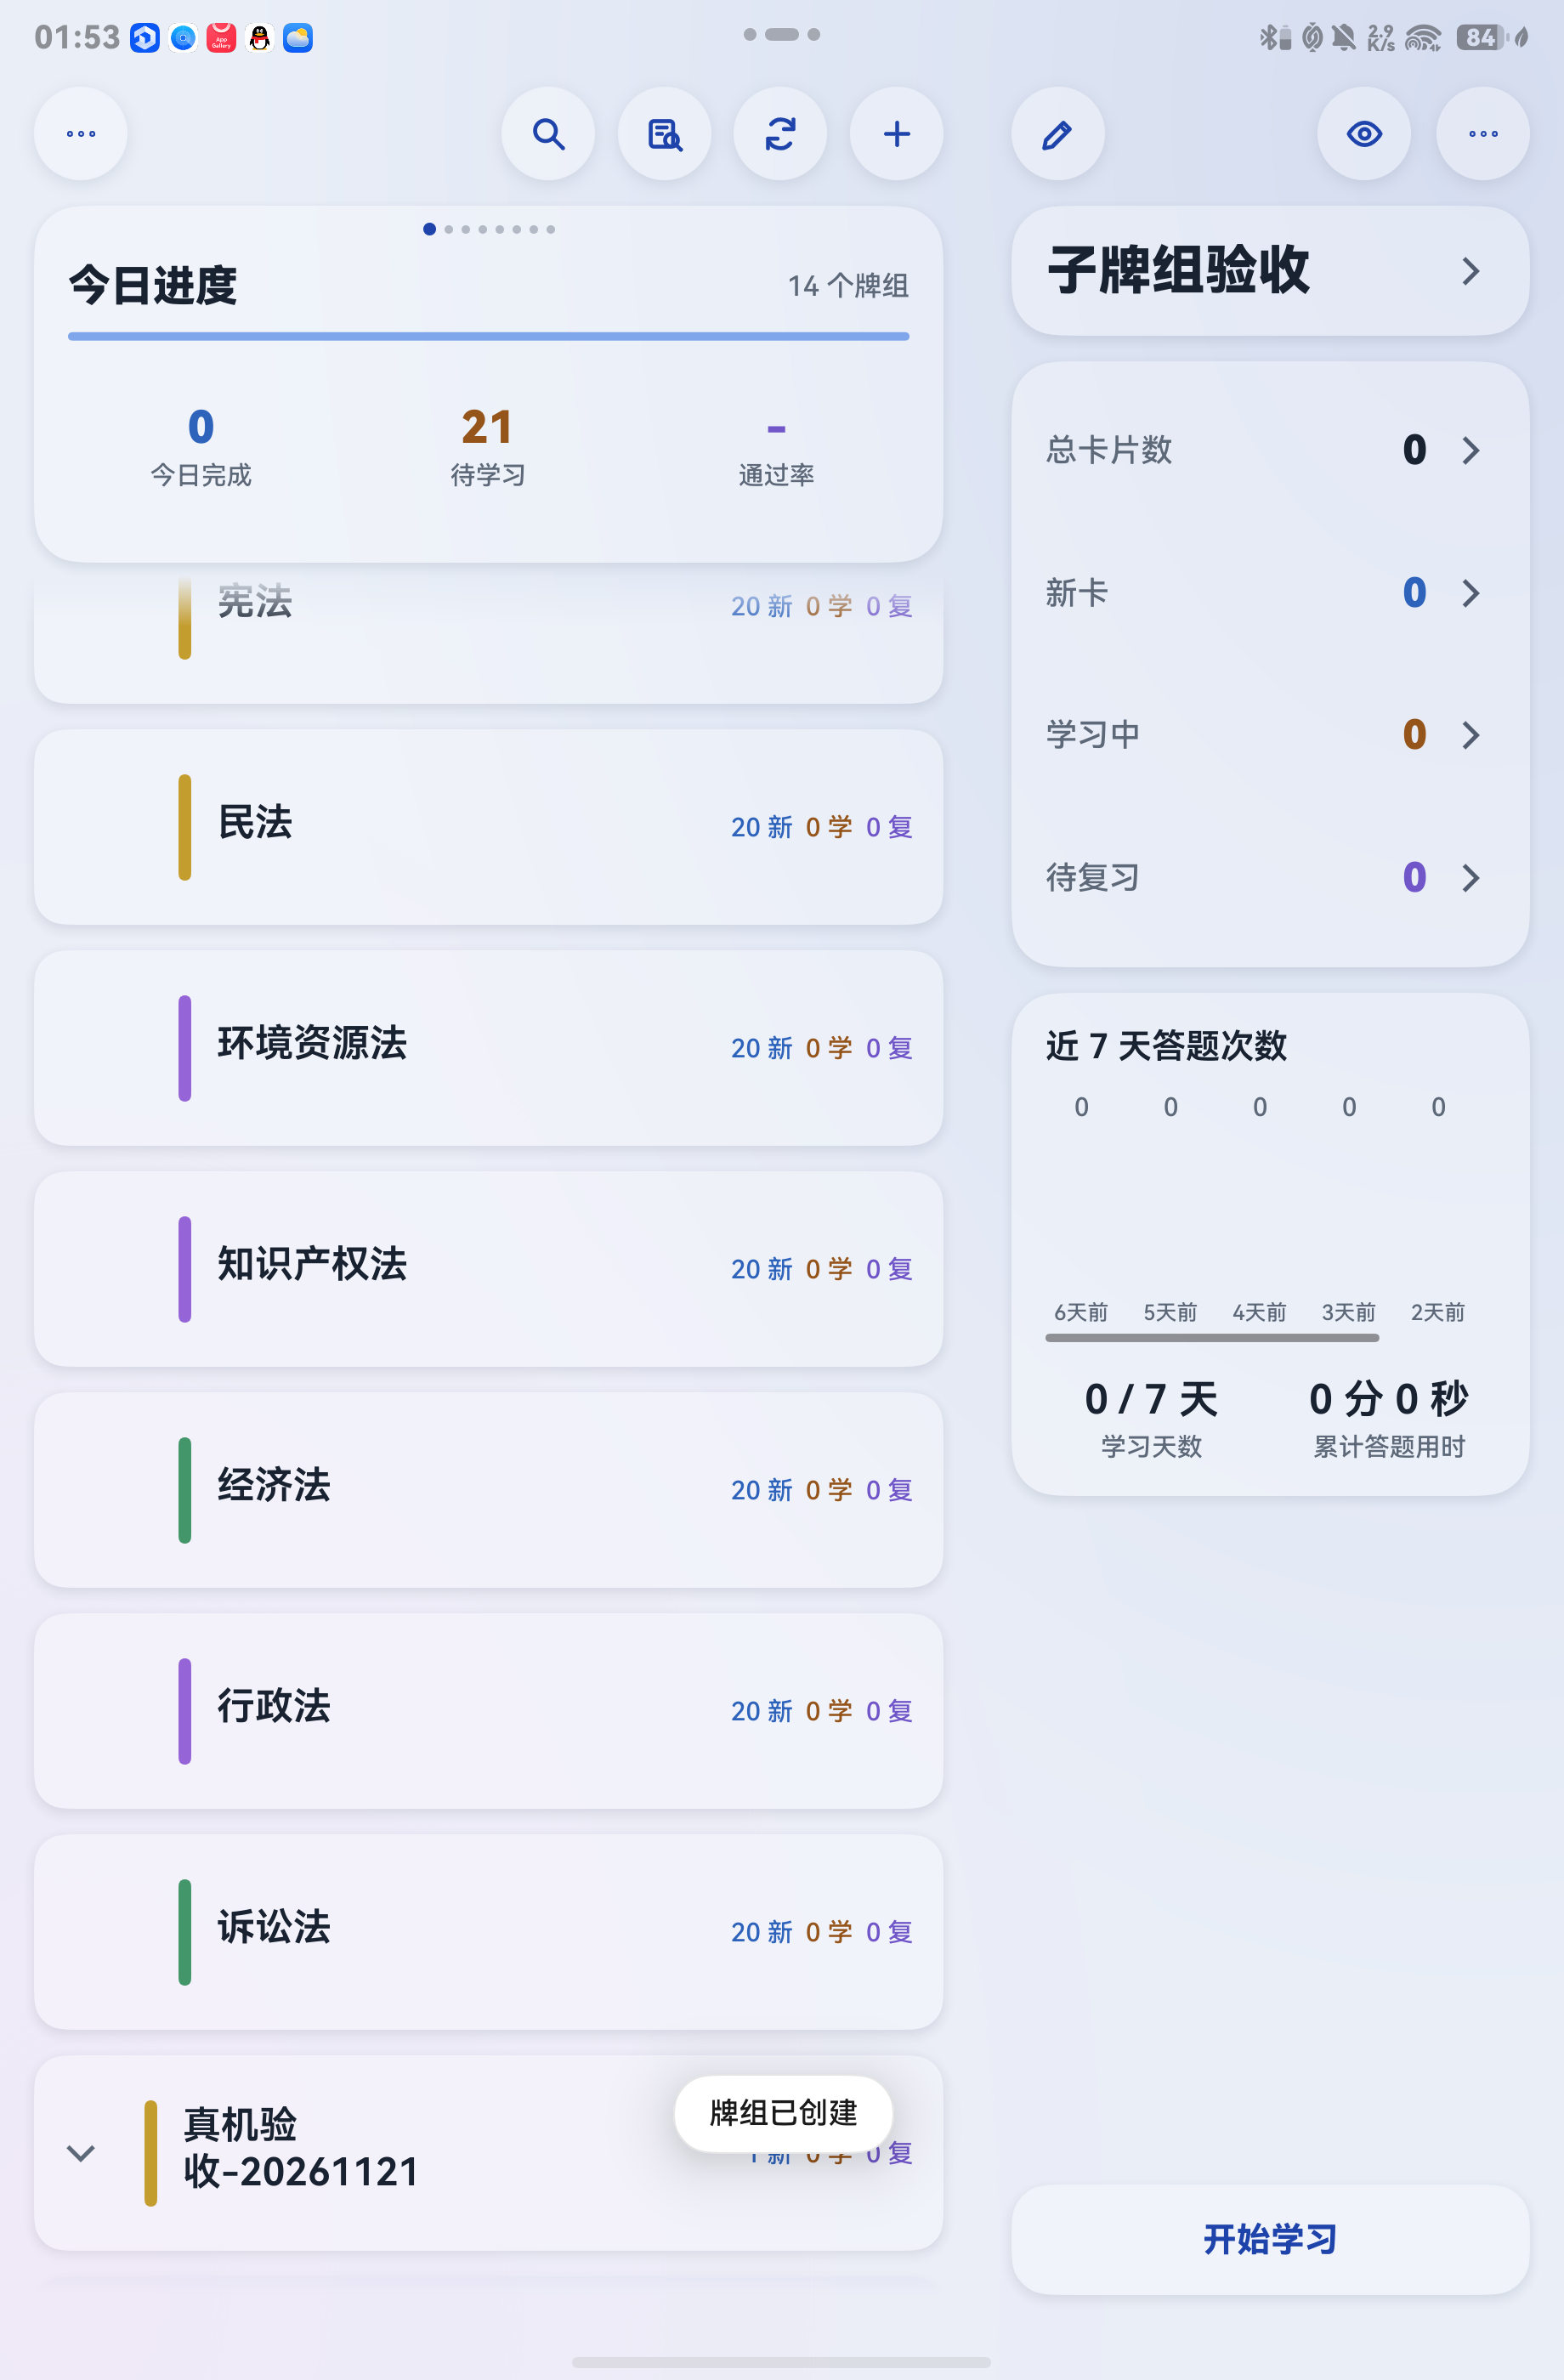 01:53
2.9 K/s
84
今日进度
14 个牌组
0
今日完成
21
待学习
-
通过率
宪法
20 新 0 学 0 复
民法
20 新 0 学 0 复
环境资源法
20 新 0 学 0 复
知识产权法
20 新 0 学 0 复
经济法
20 新 0 学 0 复
行政法
20 新 0 学 0 复
诉讼法
20 新 0 学 0 复
真机验
收-20261121
1 新 0 学 0 复
牌组已创建
子牌组验收
总卡片数 0
新卡 0
学习中 0
待复习 0
近 7 天答题次数
0 0 0 0 0
6天前 5天前 4天前 3天前 2天前
0 / 7 天
学习天数
0 分 0 秒
累计答题用时
开始学习